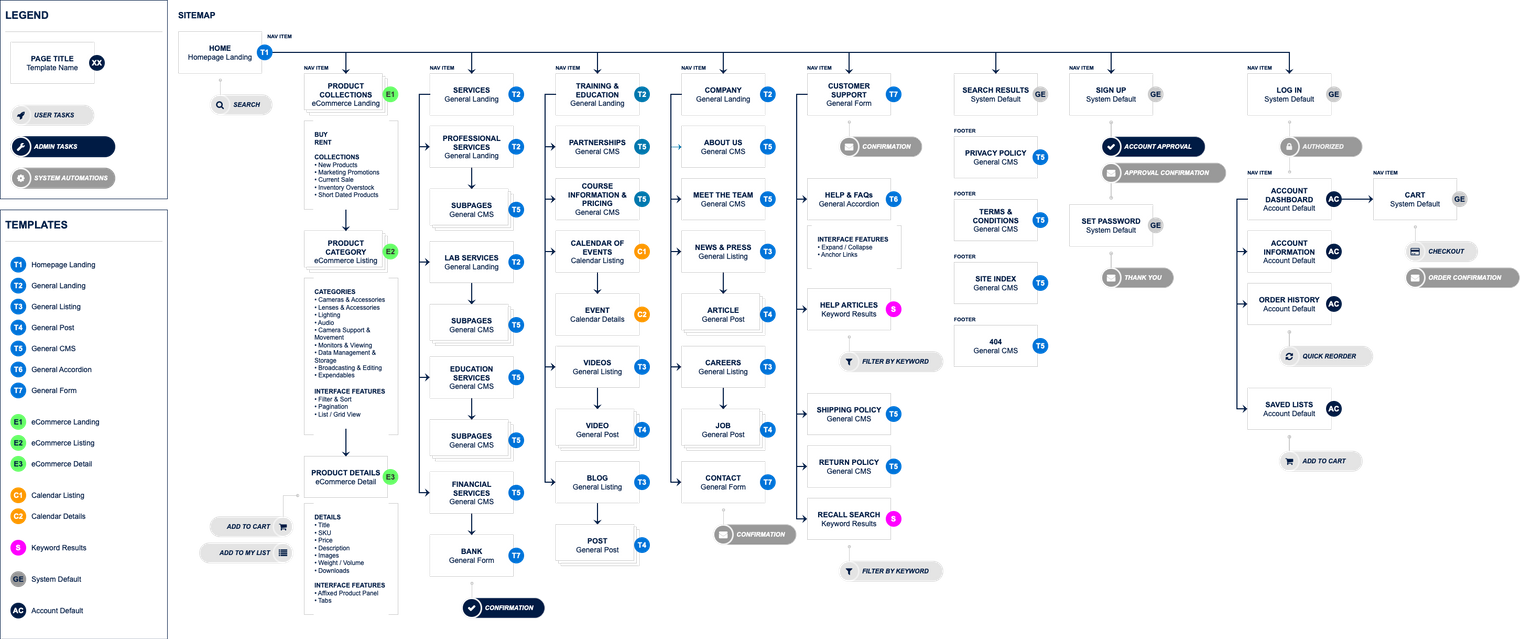 LEGEND
PAGE TITLE
Template Name
XX
USER TASKS
ADMIN TASKS
SYSTEM AUTOMATIONS
TEMPLATES
T1 Homepage Landing
T2 General Landing
T3 General Listing
T4 General Post
T5 General CMS
T6 General Accordion
T7 General Form
E1 eCommerce Landing
E2 eCommerce Listing
E3 eCommerce Detail
C1 Calendar Listing
C2 Calendar Details
S Keyword Results
GE System Default
AC Account Default
SITEMAP
NAV ITEM
HOME
Homepage Landing
T1
SEARCH
NAV ITEM
PRODUCT
COLLECTIONS
eCommerce Landing
E1
BUY
RENT
COLLECTIONS
• New Products
• Marketing Promotions
• Current Sale
• Inventory Overstock
• Short Dated Products
PRODUCT
CATEGORY
eCommerce Listing
E2
CATEGORIES
• Cameras & Accessories
• Lenses & Accessories
• Lighting
• Audio
• Camera Support &
Movement
• Monitors & Viewing
• Data Management &
Storage
• Broadcasting & Editing
• Expendables
INTERFACE FEATURES
• Filter & Sort
• Pagination
• List / Grid View
PRODUCT DETAILS
eCommerce Detail
E3
ADD TO CART
ADD TO MY LIST
DETAILS
• Title
• SKU
• Price
• Description
• Images
• Weight / Volume
• Downloads
INTERFACE FEATURES
• Affixed Product Panel
• Tabs
NAV ITEM
SERVICES
General Landing
T2
PROFESSIONAL
SERVICES
General Landing
T2
SUBPAGES
General CMS
T5
LAB SERVICES
General Landing
T2
SUBPAGES
General CMS
T5
EDUCATION
SERVICES
General CMS
T5
SUBPAGES
General CMS
T5
FINANCIAL
SERVICES
General CMS
T5
BANK
General Form
T7
CONFIRMATION
NAV ITEM
TRAINING &
EDUCATION
General Landing
T2
PARTNERSHIPS
General CMS
T5
COURSE
INFORMATION &
PRICING
General CMS
T5
CALENDAR OF
EVENTS
Calendar Listing
C1
EVENT
Calendar Details
C2
VIDEOS
General Listing
T3
VIDEO
General Post
T4
BLOG
General Listing
T3
POST
General Post
T4
NAV ITEM
COMPANY
General Landing
T2
ABOUT US
General CMS
T5
MEET THE TEAM
General CMS
T5
NEWS & PRESS
General Listing
T3
ARTICLE
General Post
T4
CAREERS
General Listing
T3
JOB
General Post
T4
CONTACT
General Form
T7
CONFIRMATION
NAV ITEM
CUSTOMER
SUPPORT
General Form
T7
CONFIRMATION
HELP & FAQs
General Accordion
T6
INTERFACE FEATURES
• Expand / Collapse
• Anchor Links
HELP ARTICLES
Keyword Results
S
FILTER BY KEYWORD
SHIPPING POLICY
General CMS
T5
RETURN POLICY
General CMS
T5
RECALL SEARCH
Keyword Results
S
FILTER BY KEYWORD
NAV ITEM
SEARCH RESULTS
System Default
GE
FOOTER
PRIVACY POLICY
General CMS
T5
FOOTER
TERMS &
CONDITIONS
General CMS
T5
FOOTER
SITE INDEX
General CMS
T5
FOOTER
404
General CMS
T5
NAV ITEM
SIGN UP
System Default
GE
ACCOUNT APPROVAL
APPROVAL CONFIRMATION
SET PASSWORD
System Default
GE
THANK YOU
NAV ITEM
LOG IN
System Default
GE
AUTHORIZED
NAV ITEM
ACCOUNT
DASHBOARD
Account Default
AC
ACCOUNT
INFORMATION
Account Default
AC
ORDER HISTORY
Account Default
AC
QUICK REORDER
SAVED LISTS
Account Default
AC
ADD TO CART
NAV ITEM
CART
System Default
GE
CHECKOUT
ORDER CONFIRMATION